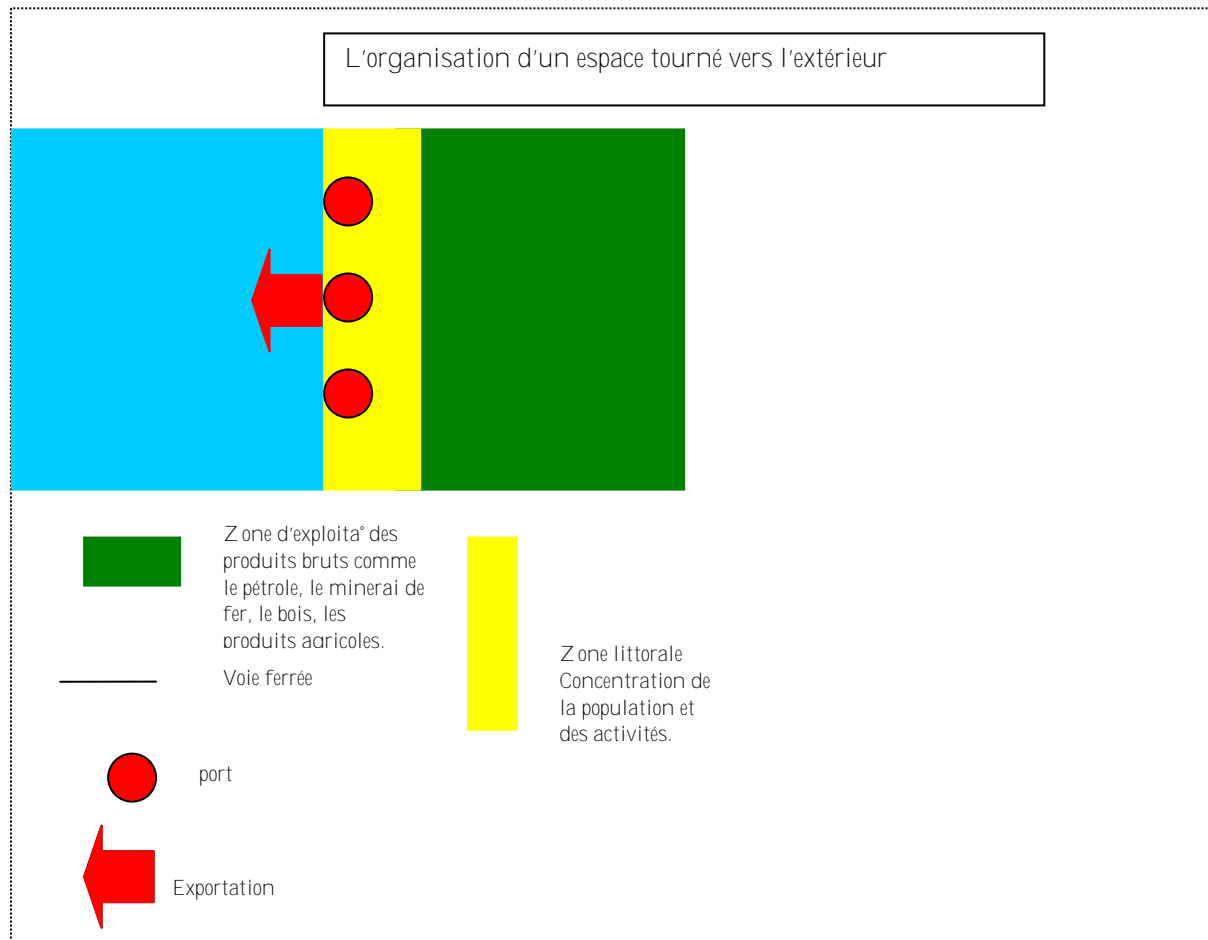 L'organisation d'un espace tourné vers l'extérieur
Zone d'exploita° des
produits bruts comme
le pétrole, le minerai de
fer, le bois, les
produits agricoles.
Voie ferrée
Zone littorale
Concentration de
la population et
des activités.
port
Exportation